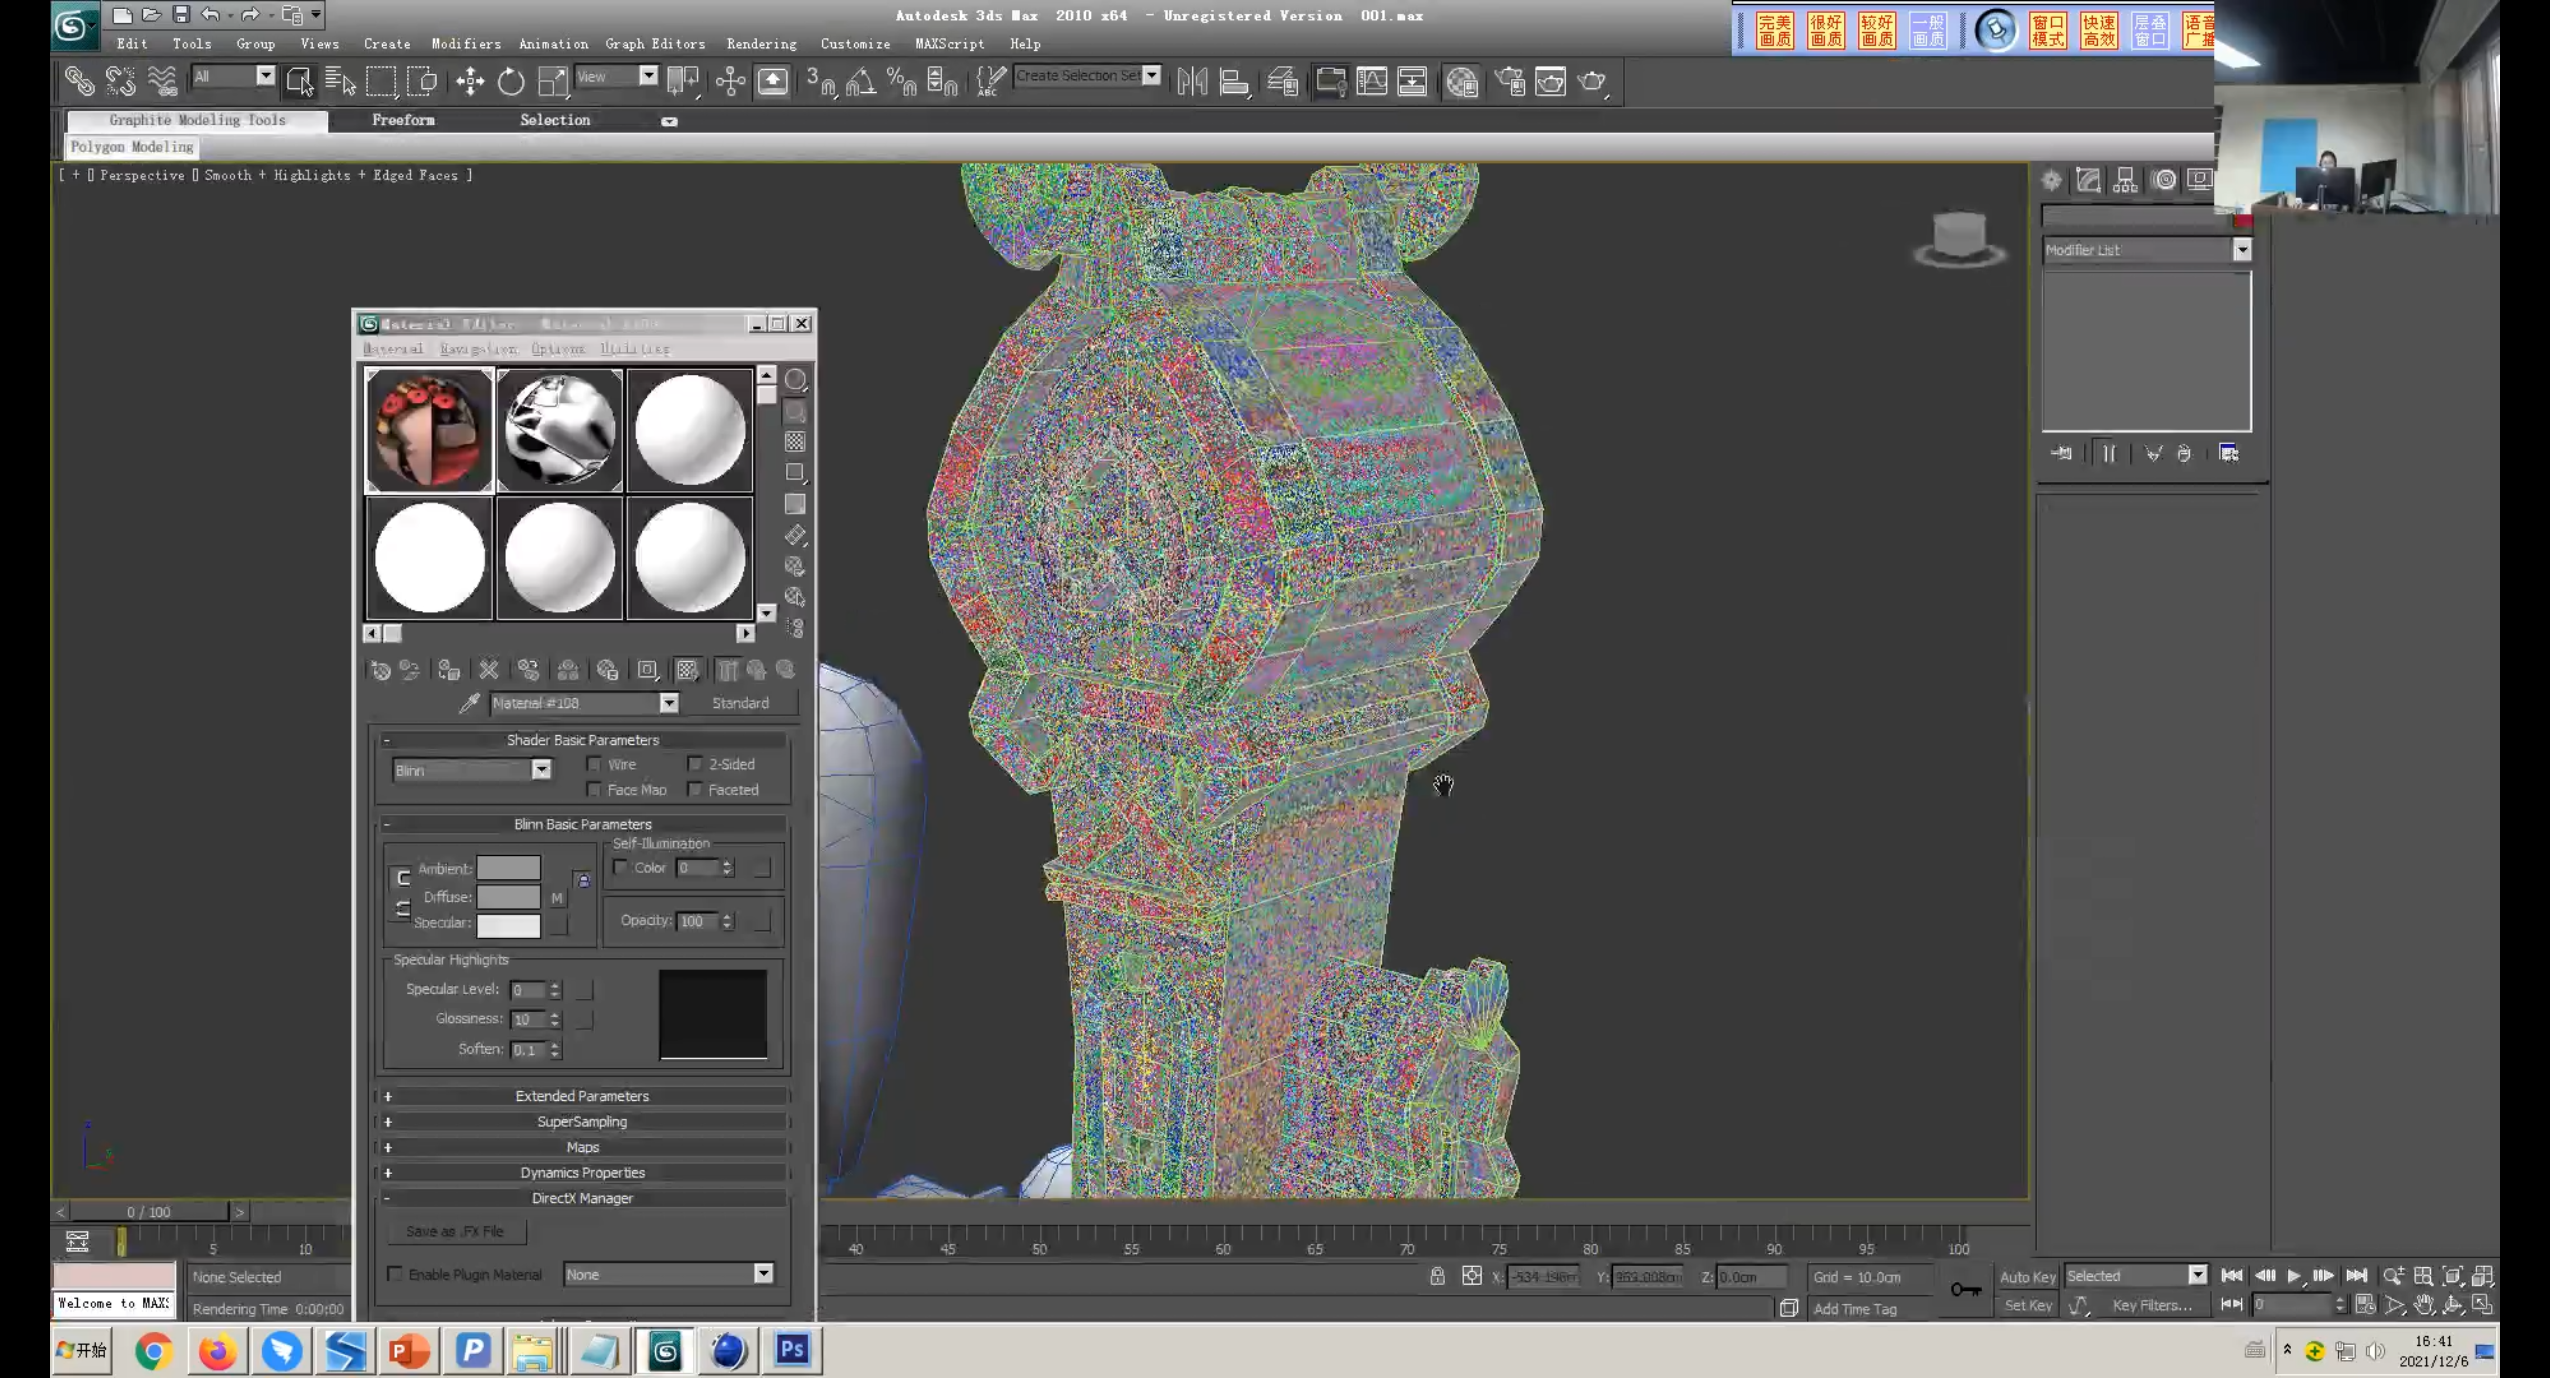 Autodesk 3ds Max 2010 x64 - Unregistered Version 001.max
完美画质 很好画质 较好画质 一般画质 窗口模式 快速高效 层叠窗口 语音广播
Edit Tools Group Views Create Modifiers Animation Graph Editors Rendering Customize MAXScript Help
All
View
Create Selection Set
Graphite Modeling Tools Freeform Selection
Polygon Modeling
[ + [] Perspective [] Smooth + Highlights + Edged Faces ]
Modifier List
Material Editor
Material Navigation Options Utilities
Material #108
Standard
Shader Basic Parameters
Blinn
Wire
2-Sided
Face Map
Faceted
Blinn Basic Parameters
Self-Illumination
Ambient:
Color 0
Diffuse:
M
Specular:
Opacity: 100
Specular Highlights
Specular Level: 0
Glossiness: 10
Soften: 0.1
Extended Parameters
SuperSampling
Maps
Dynamics Properties
DirectX Manager
Save as .FX File
Enable Plugin Material None
0 / 100
0 5 10 40 45 50 55 60 65 70 75 80 85 90 95 100
None Selected
X: Y: Z: 0.0cm
Grid = 10.0cm
Auto Key Selected
Welcome to MAXS
Rendering Time 0:00:00
Add Time Tag
Set Key Key Filters... 0
开始
Ps
16:41
2021/12/6